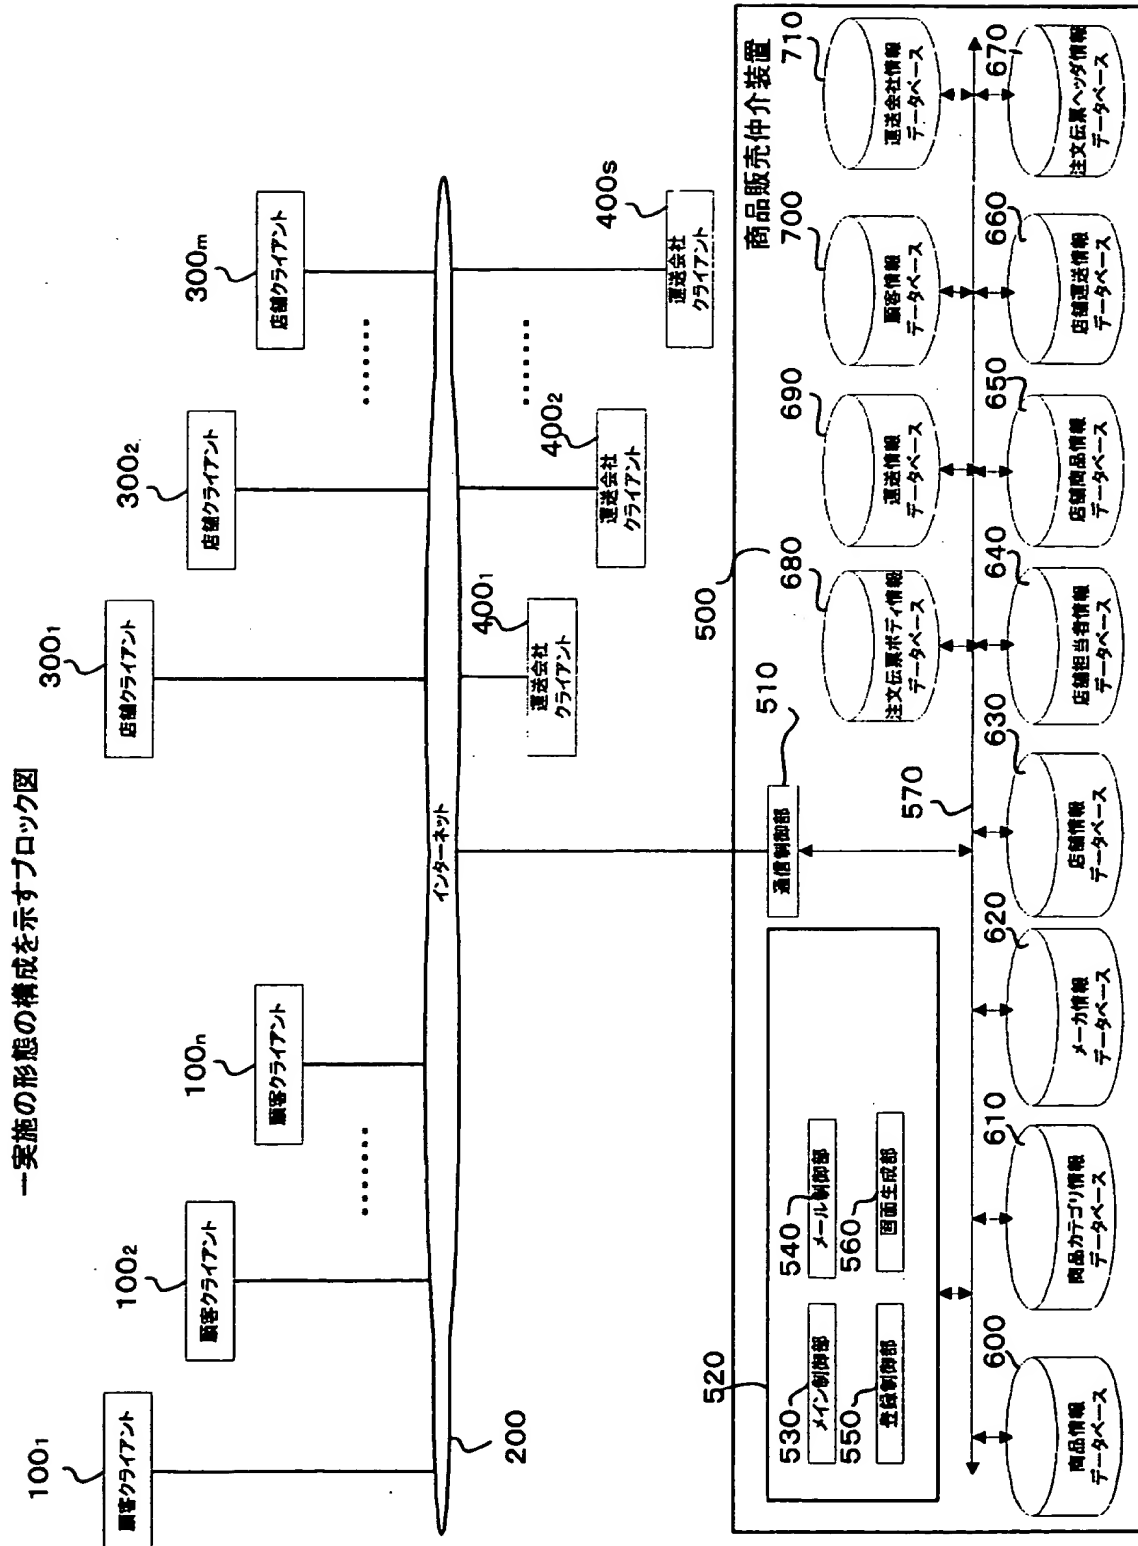 一実施の形態の構成を示すブロック図
100₁
顧客クライアント
100₂
顧客クライアント
100ₙ
顧客クライアント
300₁
店舗クライアント
300₂
店舗クライアント
300ₘ
店舗クライアント
200
インターネット
400₁
運送会社
クライアント
400₂
運送会社
クライアント
400ₛ
運送会社
クライアント
500
商品販売仲介装置
510
通信制御部
520
530
メイン制御部
540
メール制御部
550
登録制御部
560
画面生成部
570
680
注文伝票ボディ情報
データベース
690
運送情報
データベース
700
顧客情報
データベース
710
運送会社情報
データベース
600
商品情報
データベース
610
商品カテゴリ情報
データベース
620
メーカ情報
データベース
630
店舗情報
データベース
640
店舗担当者情報
データベース
650
店舗商品情報
データベース
660
店舗運送情報
データベース
670
注文伝票ヘッダ情報
データベース